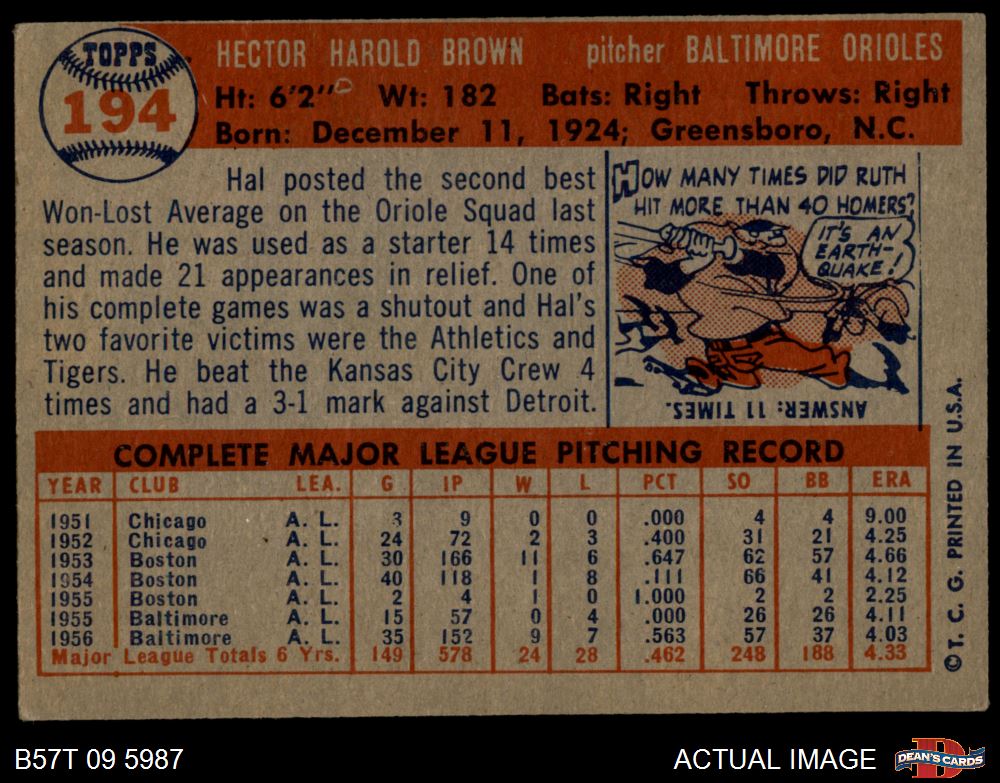 TOPPS
194
HECTOR HAROLD BROWN pitcher BALTIMORE ORIOLES
Ht: 6'2" Wt: 182 Bats: Right Throws: Right
Born: December 11, 1924; Greensboro, N.C.
Hal posted the second best
Won-Lost Average on the Oriole Squad last
season. He was used as a starter 14 times
and made 21 appearances in relief. One of
his complete games was a shutout and Hal's
two favorite victims were the Athletics and
Tigers. He beat the Kansas City Crew 4
times and had a 3-1 mark against Detroit.
HOW MANY TIMES DID RUTH
HIT MORE THAN 40 HOMERS?
IT'S AN
EARTH-
QUAKE!
ANSWER: 11 TIMES.
COMPLETE MAJOR LEAGUE PITCHING RECORD
YEAR CLUB LEA. G IP W L PCT SO BB ERA
1951 Chicago A. L. 3 9 0 0 .000 4 4 9.00
1952 Chicago A. L. 24 72 2 3 .400 31 21 4.25
1953 Boston A. L. 30 166 11 6 .647 62 57 4.66
1954 Boston A. L. 40 118 1 8 .111 66 41 4.12
1955 Boston A. L. 2 4 1 0 1.000 2 2 2.25
1955 Baltimore A. L. 15 57 0 4 .000 26 26 4.11
1956 Baltimore A. L. 35 152 9 7 .563 57 37 4.03
Major League Totals 6 Yrs. 149 578 24 28 .462 248 188 4.33
© T. C. G. PRINTED IN U.S.A.
B57T 09 5987
ACTUAL IMAGE
D
DEAN'S CARDS